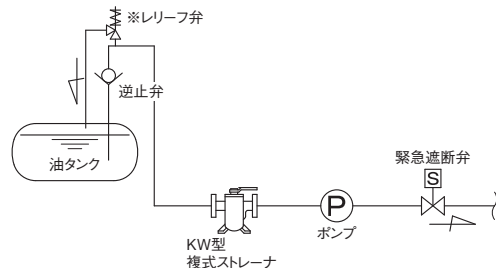 ※レリーフ弁
逆止弁
油タンク
緊急遮断弁
S
P
ポンプ
KW型
複式ストレーナ